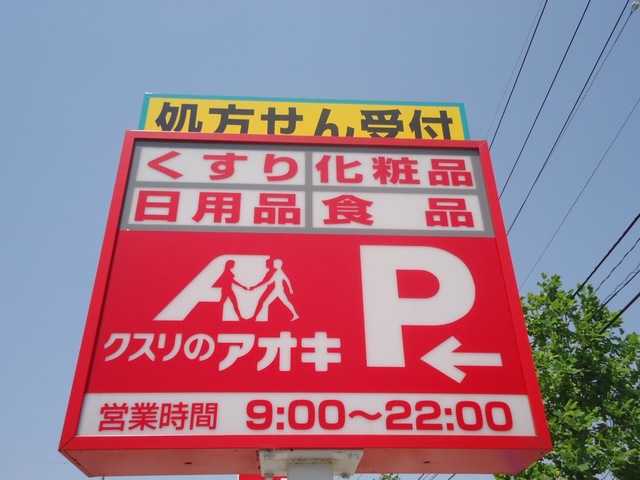 処方せん受付
くすり 化粧品
日用品 食品
P
クスリのアオキ
営業時間 9:00～22:00